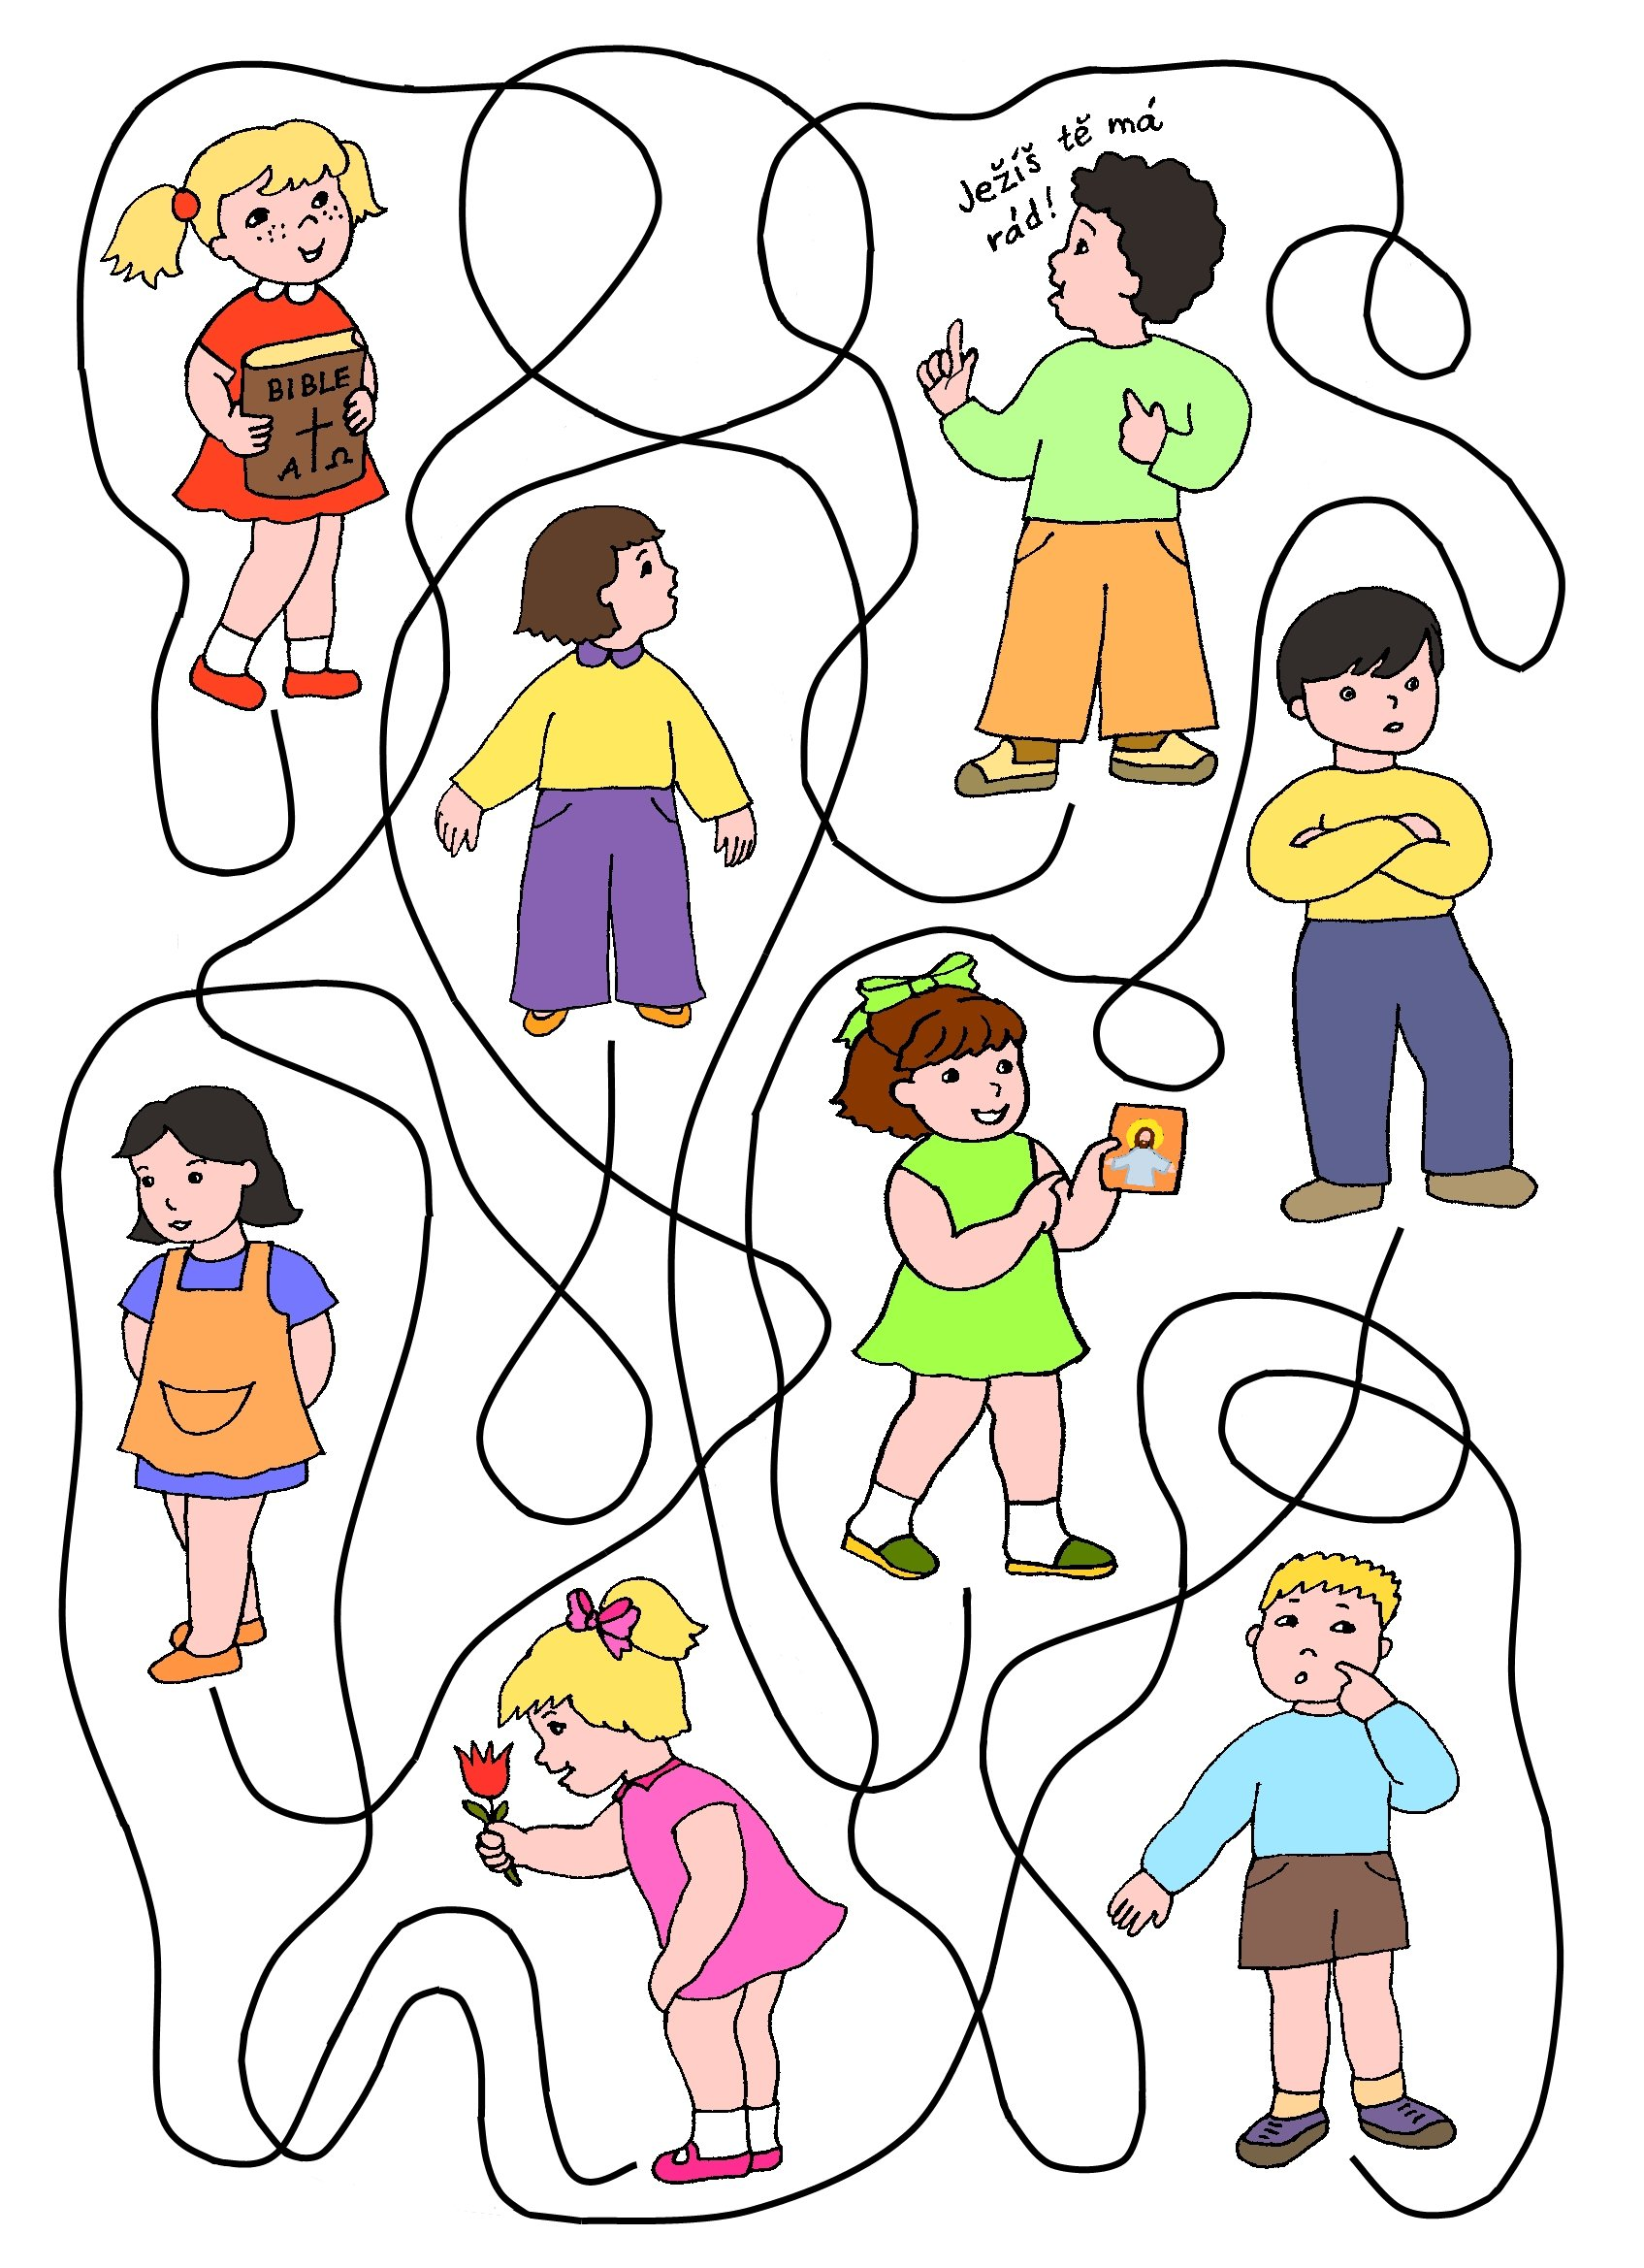 Ježíš tě má
rád!
BIBLE
A Ω